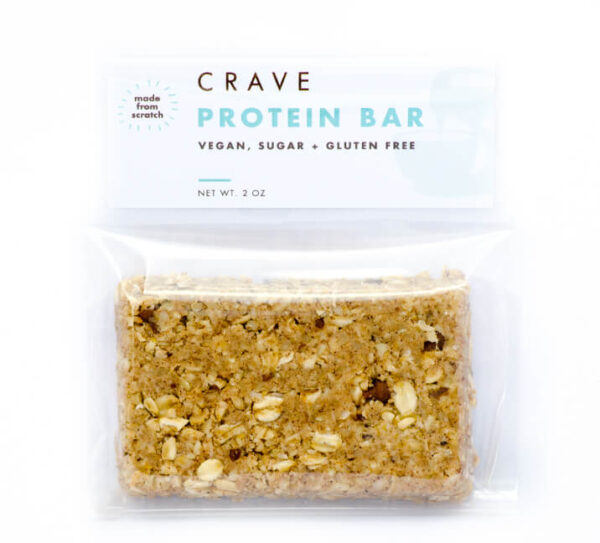 made
from
scratch
CRAVE
PROTEIN BAR
VEGAN, SUGAR + GLUTEN FREE
NET WT. 2 OZ